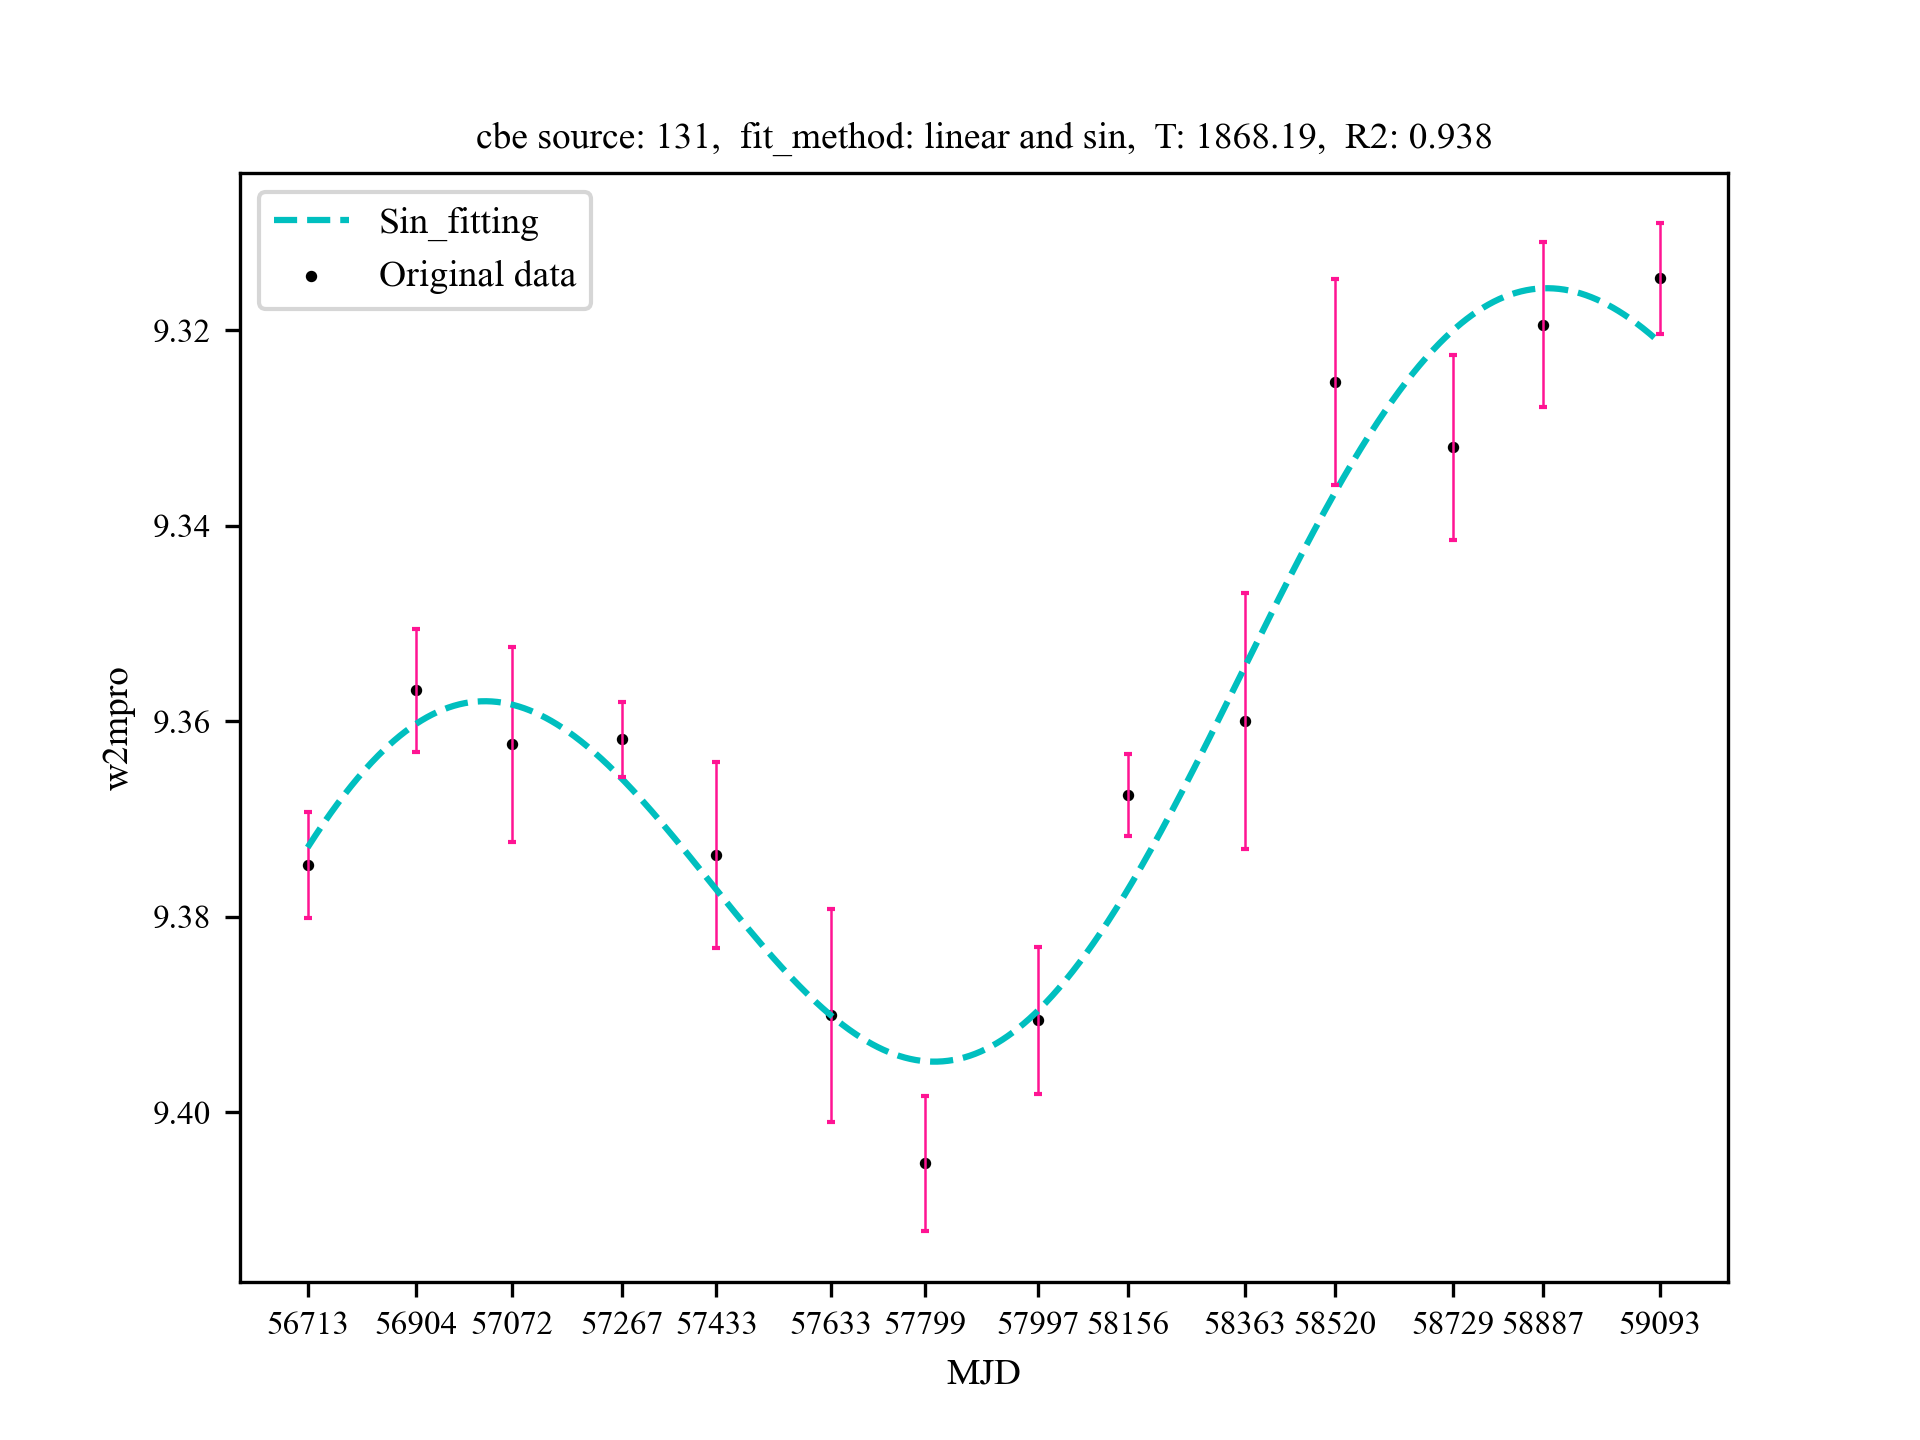 cbe source: 131,  fit_method: linear and sin,  T: 1868.19,  R2: 0.938
Sin_fitting
Original data
9.32
9.34
9.36
9.38
9.40
w2mpro
56713 56904 57072 57267 57433 57633 57799 57997 58156 58363 58520 58729 58887 59093
MJD